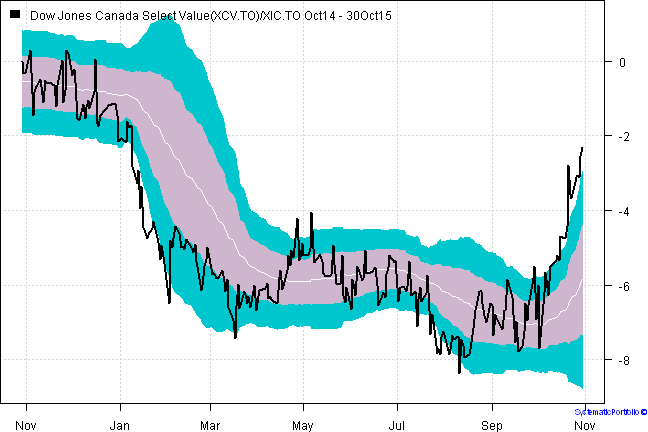 Dow Jones Canada Select Value(XCV.TO)/XIC.TO Oct14 - 30Oct15
0
-2
-4
-6
-8
Nov Jan Mar May Jul Sep Nov
SystematicPortfolio ©